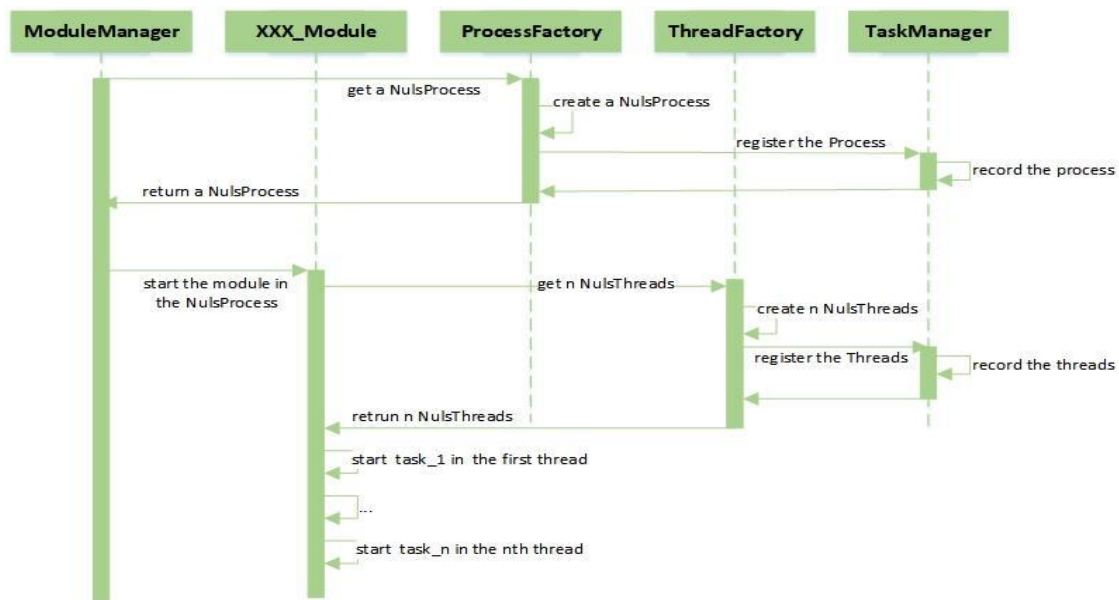 ModuleManager
XXX_Module
ProcessFactory
ThreadFactory
TaskManager
get a NulsProcess
create a NulsProcess
register the Process
record the process
return a NulsProcess
start the module in
the NulsProcess
get n NulsThreads
create n NulsThreads
register the Threads
record the threads
retrun n NulsThreads
start task_1 in the first thread
...
start task_n in the nth thread